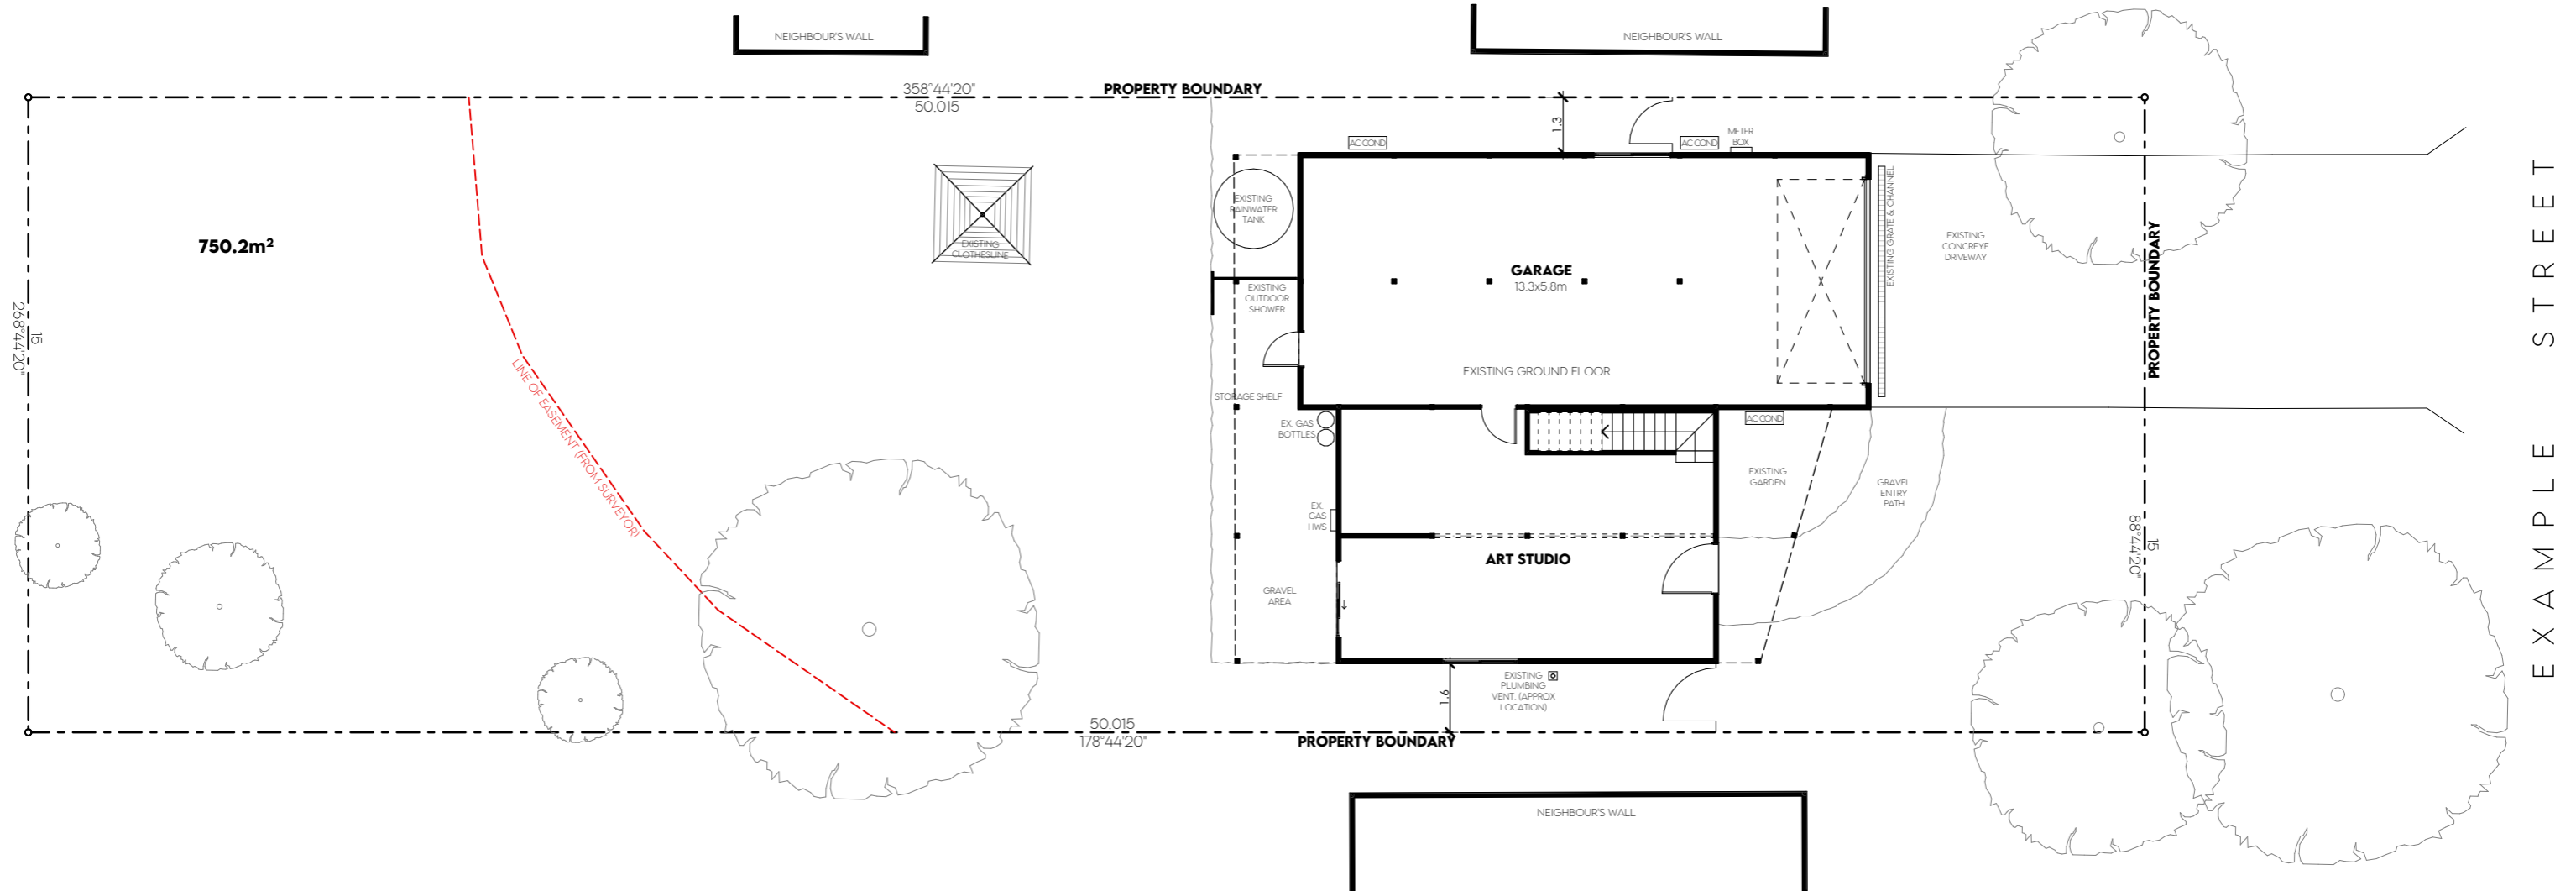 NEIGHBOUR'S WALL
NEIGHBOUR'S WALL
358°44'20"
50.015
PROPERTY BOUNDARY
1.3
AC COND
AC COND
METER
BOX
750.2m²
EXISTING
CLOTHESLINE
EXISTING
RAINWATER
TANK
EXISTING GRATE & CHANNEL
EXISTING
CONCREYE
DRIVEWAY
PROPERTY BOUNDARY
EXAMPLE STREET
GARAGE
13.3x5.8m
EXISTING
OUTDOOR
SHOWER
15
268°44'20"
EXISTING GROUND FLOOR
STORAGE SHELF
LINE OF EASEMENT (FROM SURVEYOR)
EX. GAS
BOTTLES
AC COND
EXISTING
GARDEN
GRAVEL
ENTRY
PATH
EX.
GAS
HWS
15
88°44'20"
ART STUDIO
GRAVEL
AREA
EXISTING
PLUMBING
VENT. (APPROX
LOCATION)
1.6
50.015
178°44'20"
PROPERTY BOUNDARY
NEIGHBOUR'S WALL